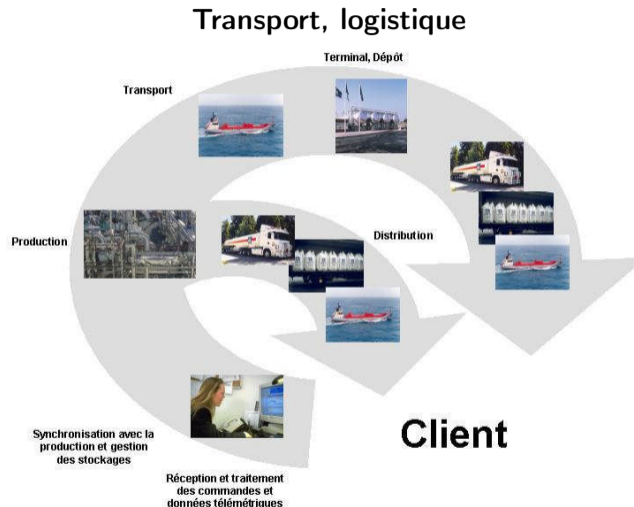 Transport, logistique
Terminal, Dépôt
Transport
Production
Distribution
Client
Synchronisation avec la
production et gestion
des stockages
Réception et traitement
des commandes et
données télémétriques